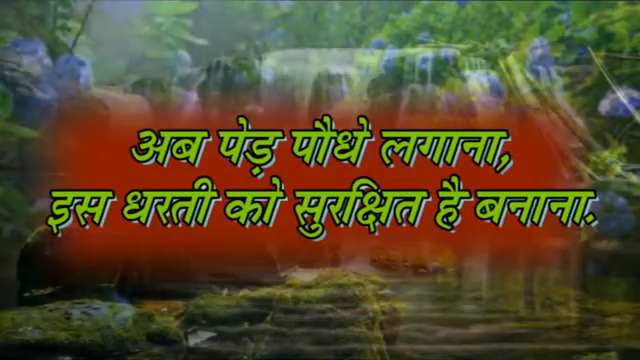 अब पेड़ पौधे लगाना,
इस धरती को सुरक्षित है बनाना.